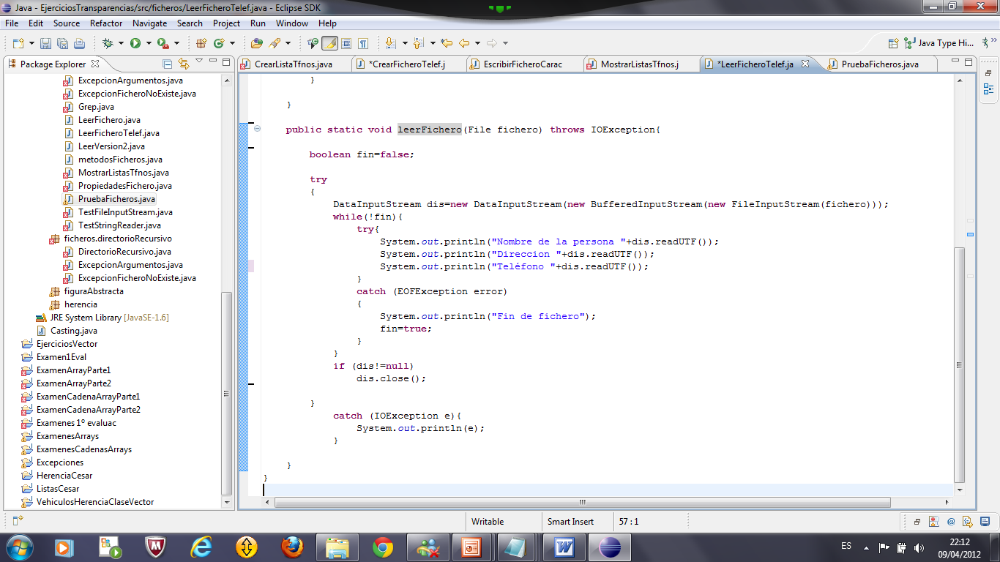 Java - EjerciciosTransparencias/src/ficheros/LeerFicheroTelef.java - Eclipse SDK
File Edit Source Refactor Navigate Search Project Run Window Help
Java Type Hi...
Package Explorer
CrearListaTfnos.java *CrearFicheroTelef.j EscribirFicheroCarac MostrarListasTfnos.j *LeerFicheroTelef.ja PruebaFicheros.java
ExcepcionArgumentos.java
ExcepcionFicheroNoExiste.java
Grep.java
LeerFichero.java
LeerFicheroTelef.java
LeerVersion2.java
metodosFicheros.java
MostrarListasTfnos.java
PropiedadesFichero.java
PruebaFicheros.java
TestFileInputStream.java
TestStringReader.java
ficheros.directorioRecursivo
DirectorioRecursivo.java
ExcepcionArgumentos.java
ExcepcionFicheroNoExiste.java
figuraAbstracta
herencia
JRE System Library [JavaSE-1.6]
Casting.java
EjerciciosVector
Examen1Eval
ExamenArrayParte1
ExamenArrayParte2
ExamenCadenaArrayParte1
ExamenCadenaArrayParte2
Examenes 1º evaluac
ExamenesArrays
ExamenesCadenasArrays
Excepciones
HerenciaCesar
ListasCesar
VehiculosHerenciaClaseVector
}
}
public static void leerFichero(File fichero) throws IOException{
boolean fin=false;
try
{
DataInputStream dis=new DataInputStream(new BufferedInputStream(new FileInputStream(fichero)));
while(!fin){
try{
System.out.println("Nombre de la persona "+dis.readUTF());
System.out.println("Direccion "+dis.readUTF());
System.out.println("Teléfono "+dis.readUTF());
}
catch (EOFException error)
{
System.out.println("Fin de fichero");
fin=true;
}
}
if (dis!=null)
dis.close();
}
catch (IOException e){
System.out.println(e);
}
}
}
Writable Smart Insert 57 : 1
ES
22:12
09/04/2012